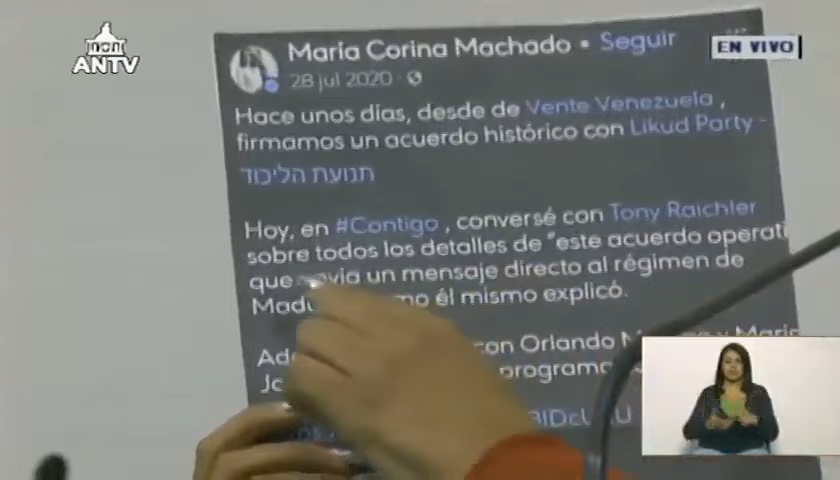 ANTV
EN VIVO
María Corina Machado • Seguir
28 jul 2020 ·
Hace unos días, desde de Vente Venezuela ,
firmamos un acuerdo histórico con Likud Party -
תנועת הליכוד
Hoy, en #Contigo , conversé con Tony Raichler
sobre todos los detalles de "este acuerdo operati
que un mensaje directo al régimen de
él mismo explicó.
con Orlando